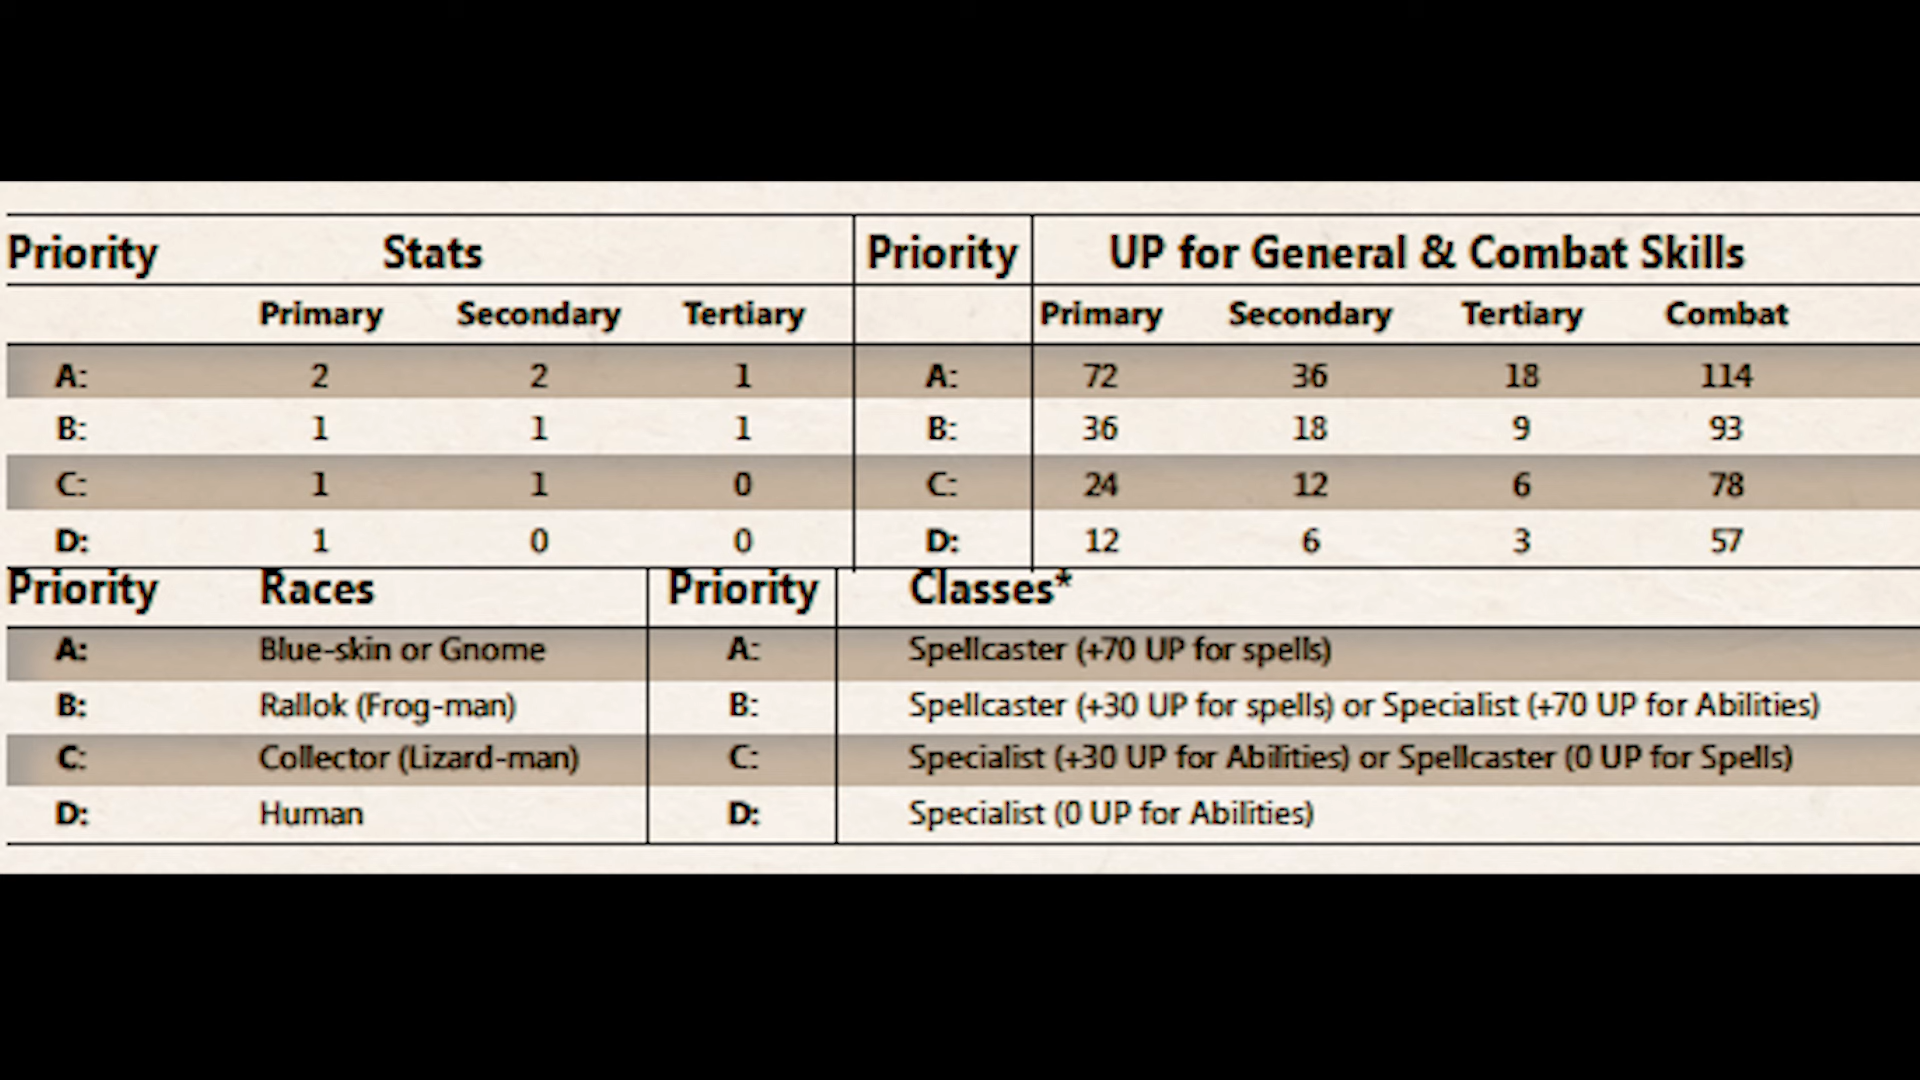 Priority Stats Priority UP for General & Combat Skills
Primary Secondary Tertiary Primary Secondary Tertiary Combat
A: 2 2 1 A: 72 36 18 114
B: 1 1 1 B: 36 18 9 93
C: 1 1 0 C: 24 12 6 78
D: 1 0 0 D: 12 6 3 57
Priority Races Priority Classes*
A: Blue-skin or Gnome A: Spellcaster (+70 UP for spells)
B: Rallok (Frog-man) B: Spellcaster (+30 UP for spells) or Specialist (+70 UP for Abilities)
C: Collector (Lizard-man) C: Specialist (+30 UP for Abilities) or Spellcaster (0 UP for Spells)
D: Human D: Specialist (0 UP for Abilities)